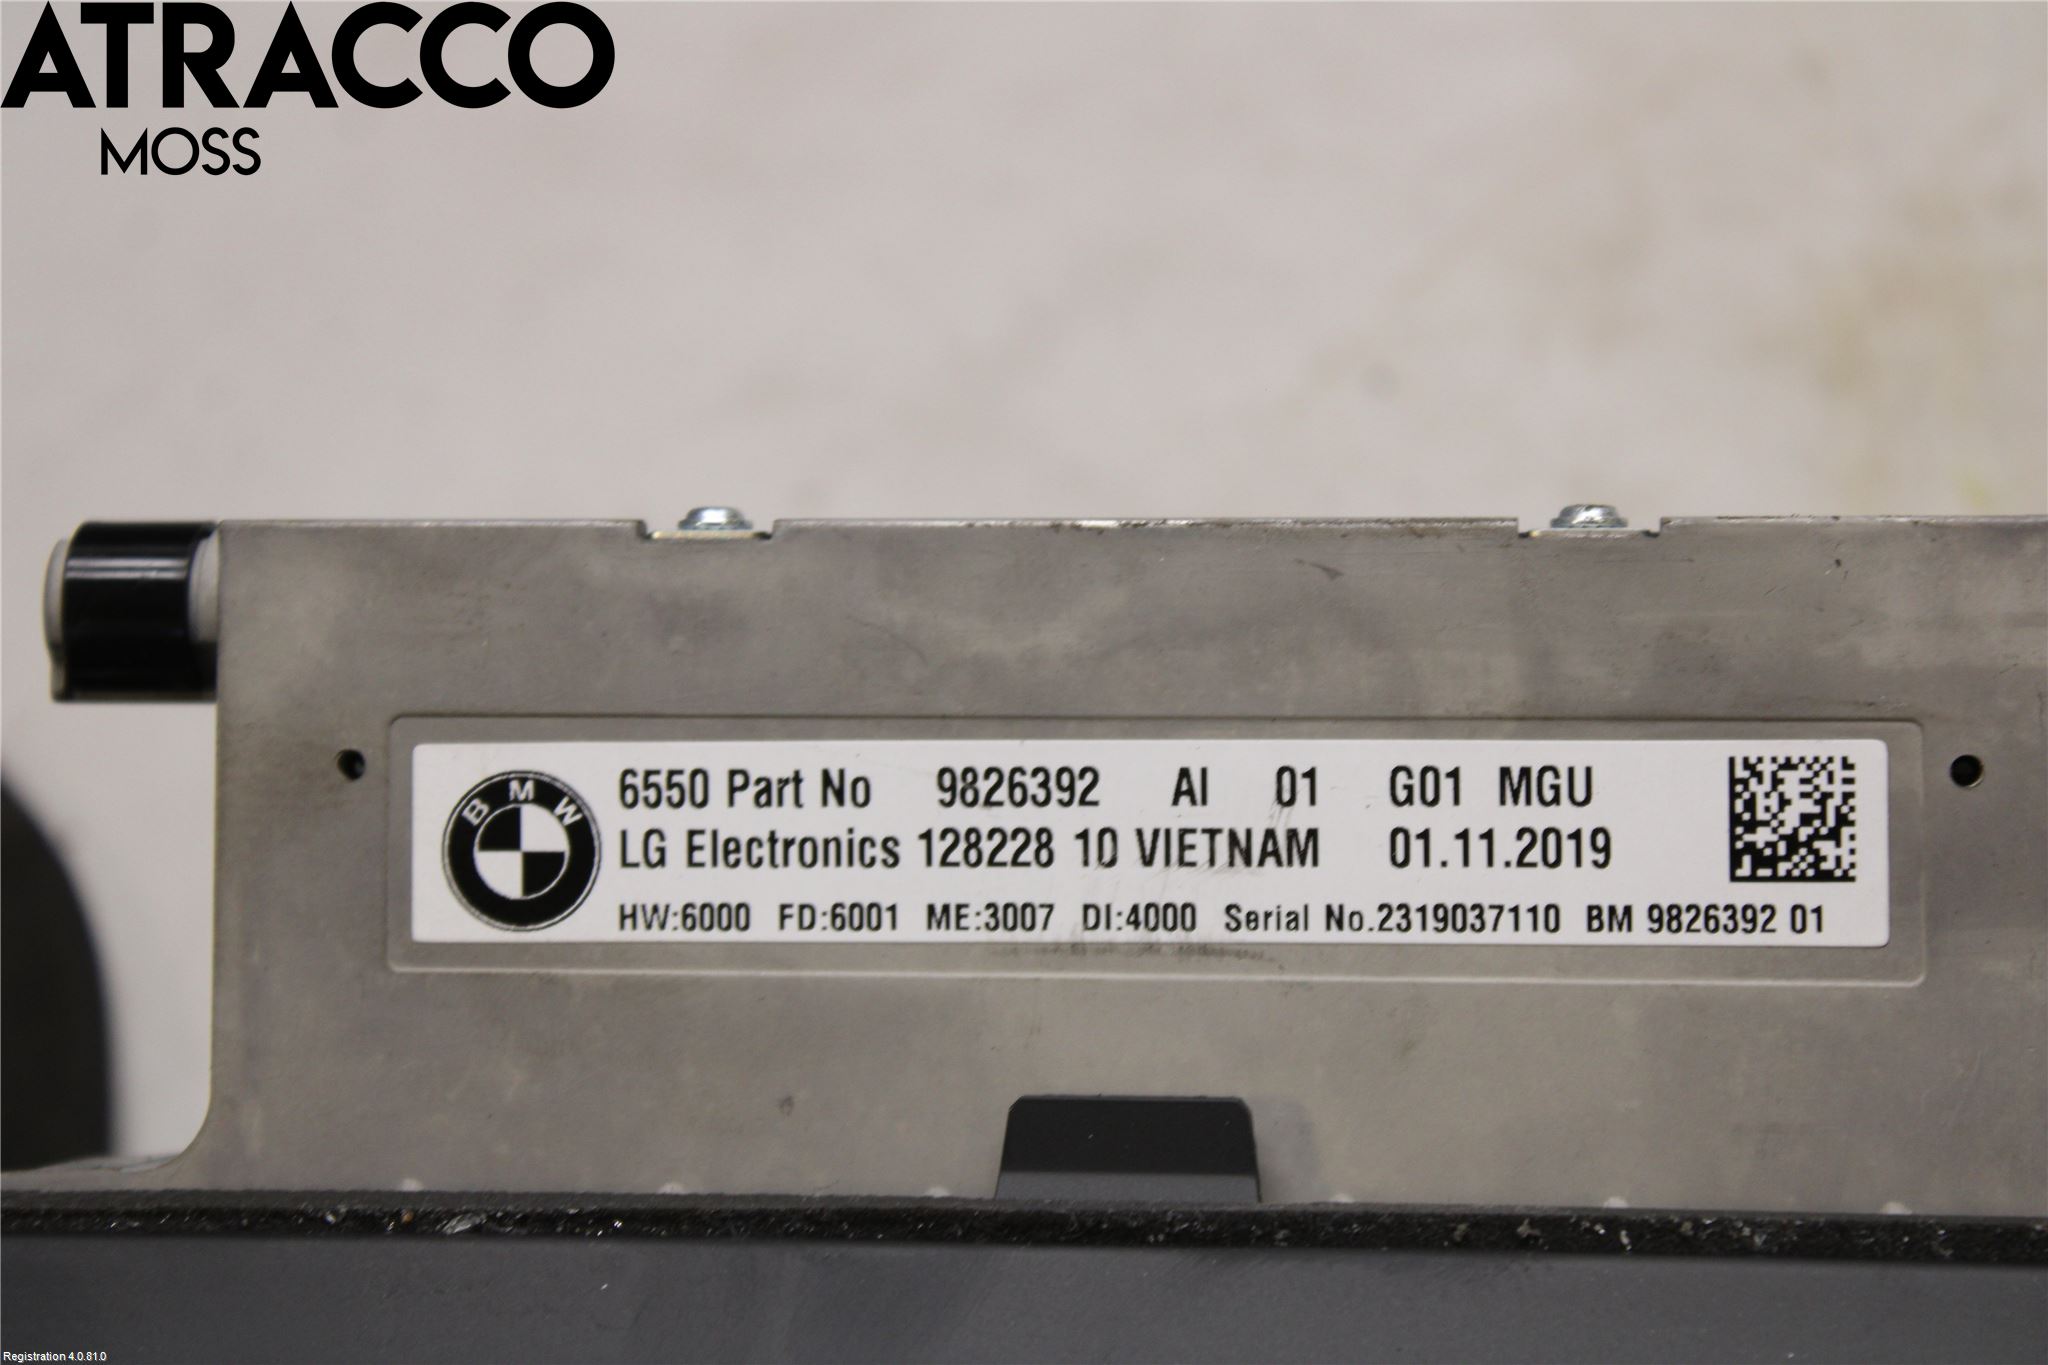 ATRACCO
MOSS
BMW
6550 Part No 9826392 AI 01 G01 MGU
LG Electronics 128228 10 VIETNAM 01.11.2019
HW:6000 FD:6001 ME:3007 DI:4000 Serial No.2319037110 BM 9826392 01
Registration 4.0.81.0